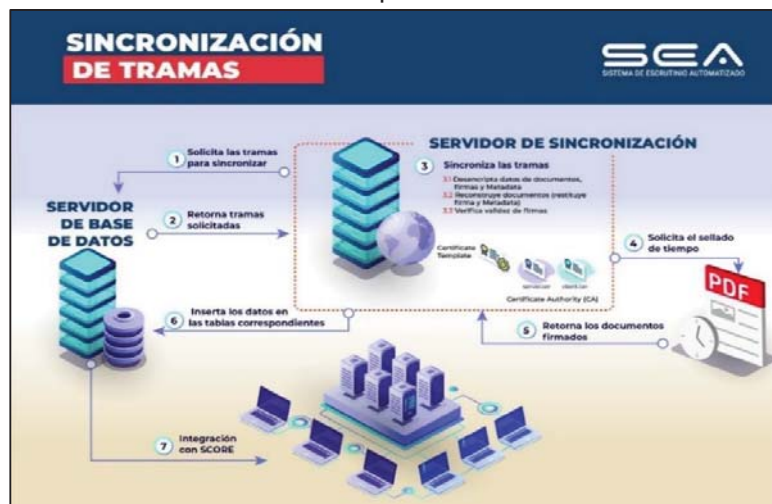 SINCRONIZACIÓN
DE TRAMAS
SEA
SISTEMA DE ESCRUTINIO AUTOMATIZADO
1
Solicita las tramas
para sincronizar
SERVIDOR DE SINCRONIZACIÓN
3
Sincroniza las tramas
3.1 Desencripta datos de documentos,
firmas y Metadata
3.2 Reconstruye documentos (restituye
firma y Metadata)
3.3 Verifica validez de firmas
SERVIDOR
DE BASE
DE DATOS
2
Retorna tramas
solicitadas
Certificate
Template
Certificate Authority (CA)
4
Solicita el sellado
de tiempo
PDF
5
Retorna los documentos
firmados
6
Inserta los datos en
las tablas correspondientes
7
Integración
con SCORE